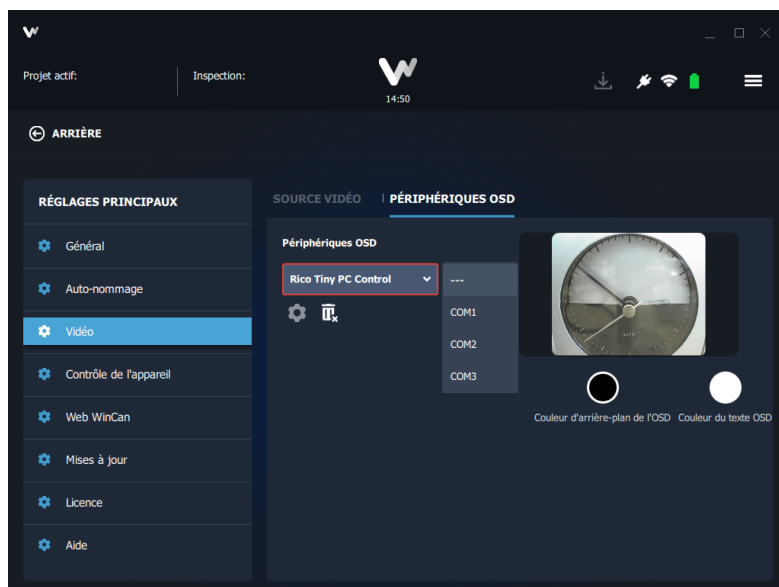 Projet actif:
Inspection:
14:50
ARRIÈRE
RÉGLAGES PRINCIPAUX
Général
Auto-nommage
Vidéo
Contrôle de l'appareil
Web WinCan
Mises à jour
Licence
Aide
SOURCE VIDÉO
PÉRIPHÉRIQUES OSD
Périphériques OSD
Rico Tiny PC Control
---
COM1
COM2
COM3
Couleur d'arrière-plan de l'OSD
Couleur du texte OSD